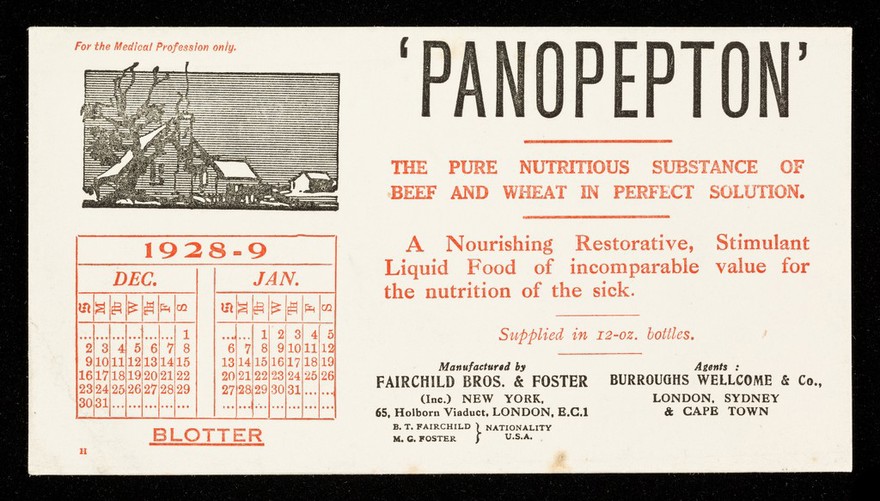 For the Medical Profession only.
'PANOPEPTON'
THE PURE NUTRITIOUS SUBSTANCE OF
BEEF AND WHEAT IN PERFECT SOLUTION.
A Nourishing Restorative, Stimulant
Liquid Food of incomparable value for
the nutrition of the sick.
Supplied in 12-oz. bottles.
Manufactured by
FAIRCHILD BROS. & FOSTER
(Inc.) NEW YORK,
65, Holborn Viaduct, LONDON, E.C.1
B. T. FAIRCHILD } NATIONALITY
M. G. FOSTER } U.S.A.
Agents :
BURROUGHS WELLCOME & Co.,
LONDON, SYDNEY
& CAPE TOWN
1928-9
DEC.
S M Tu W Th F S
... ... ... ... ... ... 1
2 3 4 5 6 7 8
9 10 11 12 13 14 15
16 17 18 19 20 21 22
23 24 25 26 27 28 29
30 31 ... ... ... ... ...
JAN.
S M Tu W Th F S
... ... 1 2 3 4 5
6 7 8 9 10 11 12
13 14 15 16 17 18 19
20 21 22 23 24 25 26
27 28 29 30 31 ... ...
... ... ... ... ... ... ...
BLOTTER
H